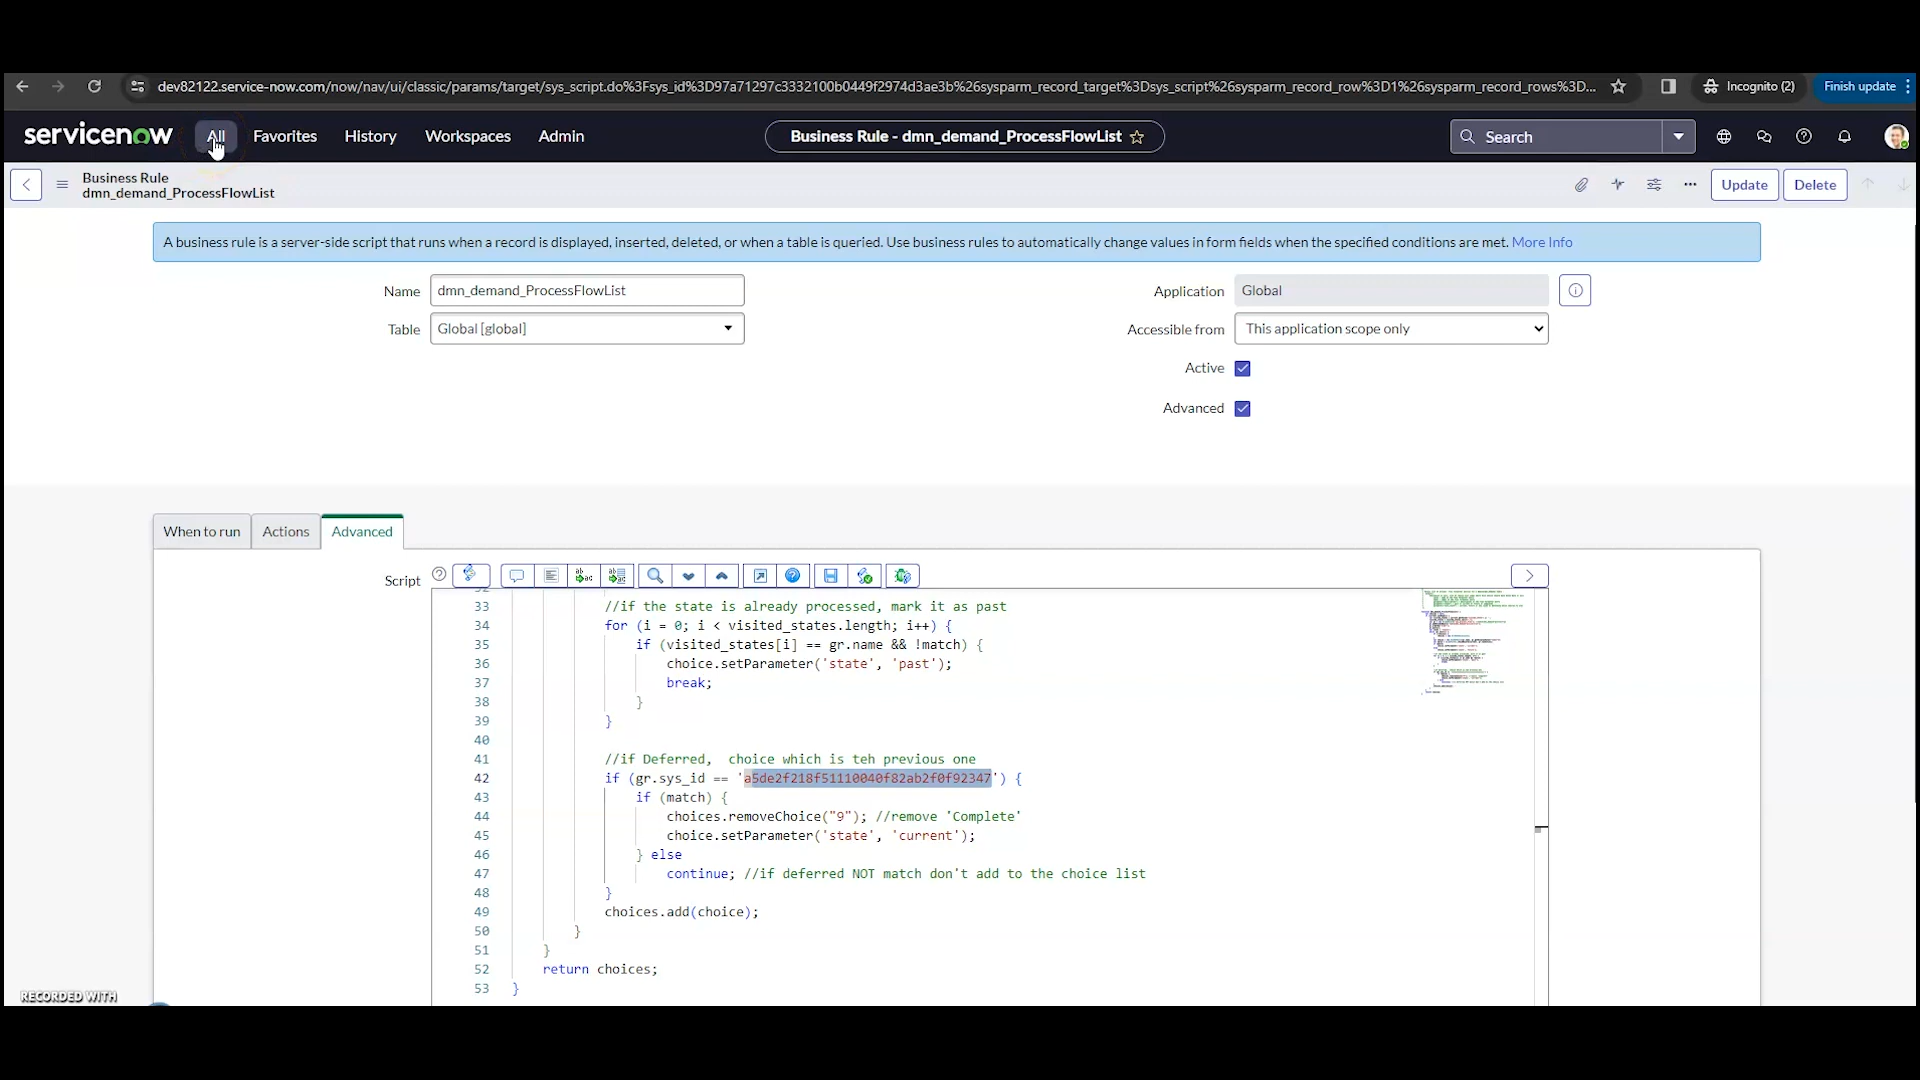 dev82122.service-now.com/now/nav/ui/classic/params/target/sys_script.do%3Fsys_id%3D97a71297c3332100b0449f2974d3ae3b%26sysparm_record_target%3Dsys_script%26sysparm_record_row%3D1%26sysparm_record_rows%3D... Incognito (2) Finish update
servicenow All Favorites History Workspaces Admin Business Rule - dmn_demand_ProcessFlowList Search
Business Rule
dmn_demand_ProcessFlowList
Update Delete
A business rule is a server-side script that runs when a record is displayed, inserted, deleted, or when a table is queried. Use business rules to automatically change values in form fields when the specified conditions are met. More Info
Name dmn_demand_ProcessFlowList Application Global
Table Global [global] Accessible from This application scope only
Active
Advanced
When to run Actions Advanced
Script
33 //if the state is already processed, mark it as past
34 for (i = 0; i < visited_states.length; i++) {
35 if (visited_states[i] == gr.name && !match) {
36 choice.setParameter('state', 'past');
37 break;
38 }
39 }
40
41 //if Deferred, choice which is teh previous one
42 if (gr.sys_id == 'a5de2f218f51110040f82ab2f0f92347') {
43 if (match) {
44 choices.removeChoice("9"); //remove 'Complete'
45 choice.setParameter('state', 'current');
46 } else
47 continue; //if deferred NOT match don't add to the choice list
48 }
49 choices.add(choice);
50 }
51 }
52 return choices;
53 }
RECORDED WITH